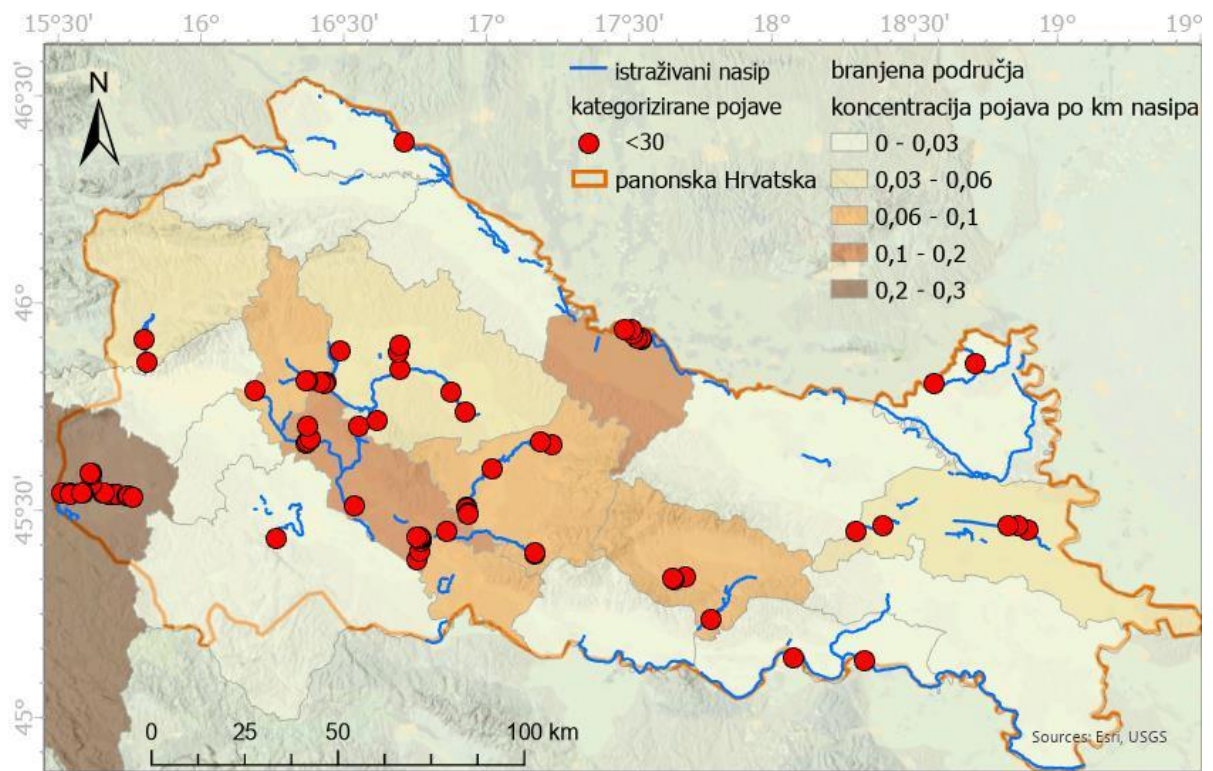 15°30' 16° 16°30' 17° 17°30' 18° 18°30' 19° 19°
46°30'
46°
45°30'
45°
N
istraživani nasip
kategorizirane pojave
<30
panonska Hrvatska
branjena područja
koncentracija pojava po km nasipa
0 - 0,03
0,03 - 0,06
0,06 - 0,1
0,1 - 0,2
0,2 - 0,3
0 25 50 100 km
Sources: Esri, USGS